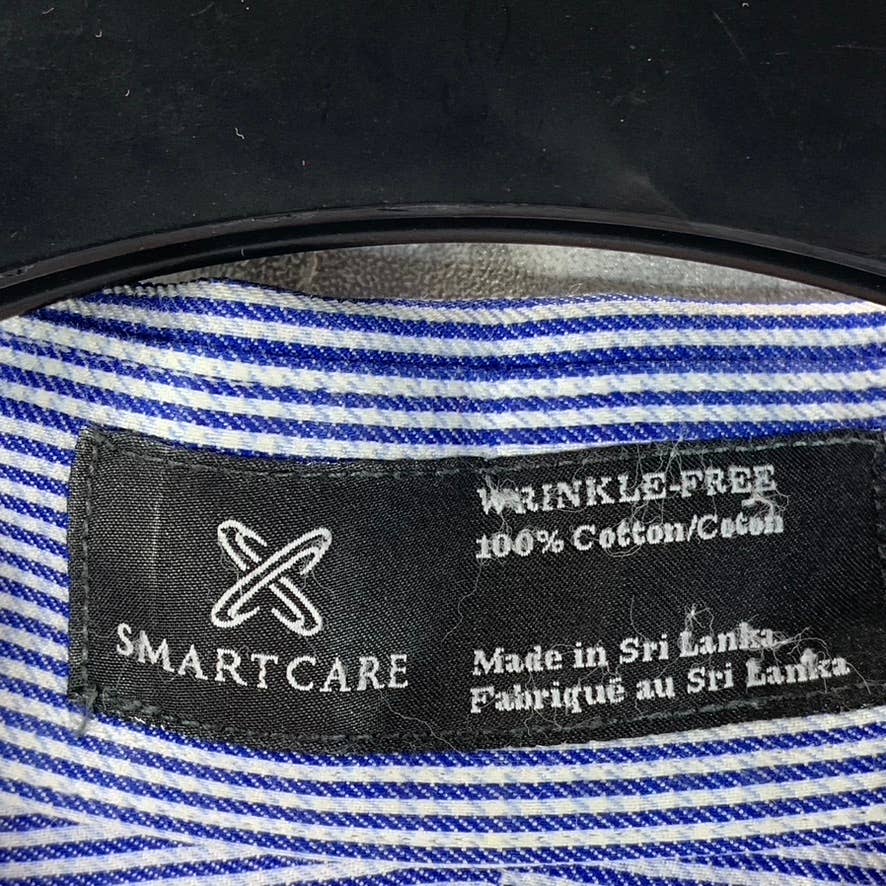 SMARTCARE
WRINKLE-FREE
100% Cotton/Coton
Made in Sri Lanka
Fabriqué au Sri Lanka